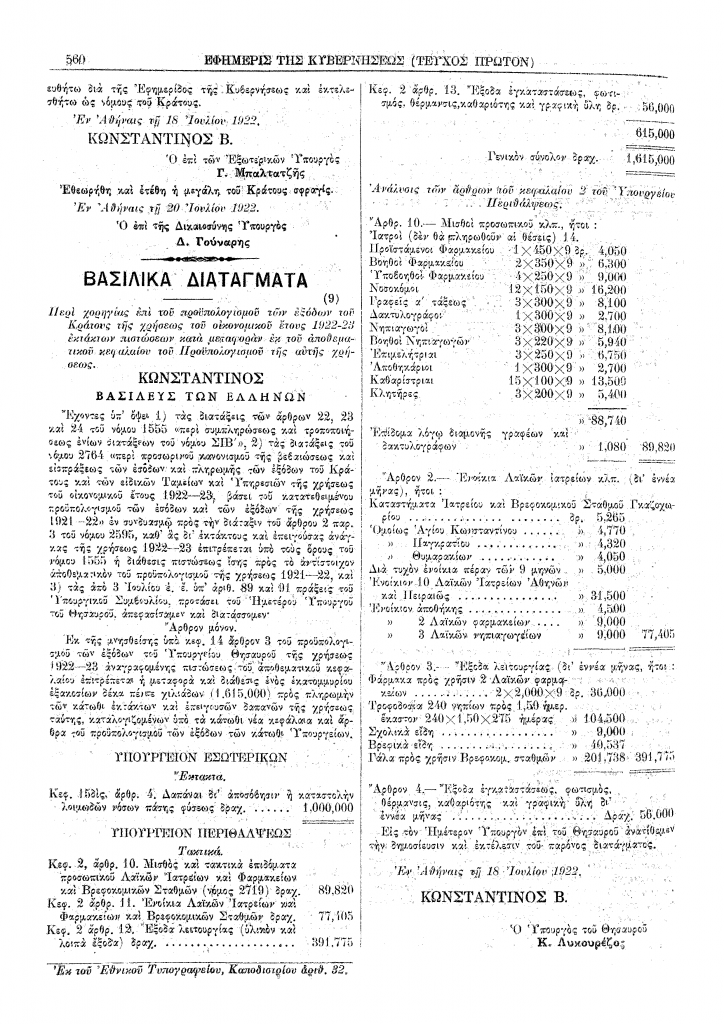 560
ΕΦΗΜΕΡΙΣ ΤΗΣ ΚΥΒΕΡΝΗΣΕΩΣ (ΤΕΥΧΟΣ ΠΡΩΤΟΝ)
ευθήτω διὰ τῆς Ἐφημερίδος τῆς Κυβερνήσεως καὶ ἐκτελε-
σθήτω ὡς νόμους τοῦ Κράτους.
Ἐν Ἀθήναις τῇ 18 Ἰουλίου 1922.
ΚΩΝΣΤΑΝΤΙΝΟΣ Β.
Ὁ ἐπὶ τῶν Ἐξωτερικῶν Ὑπουργὸς
Γ. Μπαλτατζῆς
Ἐθεωρήθη καὶ ἐτέθη ἡ μεγάλη τοῦ Κράτους σφραγίς.
Ἐν Ἀθήναις τῇ 20 Ἰουλίου 1922.
Ὁ ἐπὶ τῆς Δικαιοσύνης Ὑπουργὸς
Δ. Γούναρης
ΒΑΣΙΛΙΚΑ ΔΙΑΤΑΓΜΑΤΑ
(9)
Περὶ χορηγίας ἐπὶ τοῦ προϋπολογισμοῦ τῶν ἐξόδων τοῦ
Κράτους τῆς χρήσεως τοῦ οἰκονομικοῦ ἔτους 1922-23
ἐκτάκτων πιστώσεων κατὰ μεταφορὰν ἐκ τοῦ ἀποθεμα-
τικοῦ κεφαλαίου τοῦ Προϋπολογισμοῦ τῆς αὐτῆς χρή-
σεως.
ΚΩΝΣΤΑΝΤΙΝΟΣ
ΒΑΣΙΛΕΥΣ ΤΩΝ ΕΛΛΗΝΩΝ
Ἔχοντες ὑπ' ὄψει 1) τὰς διατάξεις τῶν ἄρθρων 22, 23
καὶ 24 τοῦ νόμου 1555 «περὶ συμπληρώσεως καὶ τροποποιή-
σεως ἐνίων διατάξεων τοῦ νόμου ΣΙΒ'», 2) τὰς διατάξεις τοῦ
νόμου 2764 «περὶ προσωρινοῦ κανονισμοῦ τῆς βεβαιώσεως καὶ
εἰσπράξεως τῶν ἐσόδων καὶ πληρωμῆς τῶν ἐξόδων τοῦ Κρά-
τους καὶ τῶν εἰδικῶν Ταμείων καὶ Ὑπηρεσιῶν τῆς χρήσεως
τοῦ οἰκονομικοῦ ἔτους 1922—23, βάσει τοῦ κατατεθειμένου
προϋπολογισμοῦ τῶν ἐσόδων καὶ τῶν ἐξόδων τῆς χρήσεως
1921 —22» ἐν συνδυασμῷ πρὸς τὴν διάταξιν τοῦ ἄρθρου 2 παρ.
3 τοῦ νόμου 2595, καθ' ἃς δι' ἐκτάκτους καὶ ἐπειγούσας ἀνάγ-
κας τῆς χρήσεως 1922—23 ἐπιτρέπεται ὑπὸ τοὺς ὅρους τοῦ
νόμου 1555 ἡ διάθεσις πιστώσεως ἴσης πρὸς τὸ ἀντίστοιχον
ἀποθεματικὸν τοῦ προϋπολογισμοῦ τῆς χρήσεως 1921—22, καὶ
3) τὰς ἀπὸ 3 Ἰουλίου ἐ. ἔ. ὑπ' ἀριθ. 89 καὶ 91 πράξεις τοῦ
Ὑπουργικοῦ Συμβουλίου, προτάσει τοῦ Ἡμετέρου Ὑπουργοῦ
τοῦ Θησαυροῦ, ἀπεφασίσαμεν καὶ διατάσσομεν·
Ἄρθρον μόνον.
Ἐκ τῆς μνησθείσης ὑπὸ κεφ. 14 ἄρθρον 3 τοῦ προϋπολογι-
σμοῦ τῶν ἐξόδων τοῦ Ὑπουργείου Θησαυροῦ τῆς χρήσεως
1922—23 ἀναγραφομένης πιστώσεως τοῦ ἀποθεματικοῦ κεφα-
λαίου ἐπιτρέπεται ἡ μεταφορὰ καὶ διάθεσις ἑνὸς ἑκατομμυρίου
ἑξακοσίων δέκα πέντε χιλιάδων (1,615,000) πρὸς πληρωμὴν
τῶν κάτωθι ἐκτάκτων καὶ ἐπειγουσῶν δαπανῶν τῆς χρήσεως
ταύτης, καταλογιζομένων ὑπὸ τὰ κάτωθι νέα κεφάλαια καὶ ἄρ-
θρα τοῦ προϋπολογισμοῦ τῶν ἐξόδων τῶν κάτωθι Ὑπουργείων.
ΥΠΟΥΡΓΕΙΟΝ ΕΣΩΤΕΡΙΚΩΝ
Ἔκτακτα.
Κεφ. 15δὶς, ἄρθρ. 4. Δαπάναι δι' ἀποσόβησιν ἢ καταστολὴν
λοιμωδῶν νόσων πάσης φύσεως δραχ. . . . . . 1,000,000
ΥΠΟΥΡΓΕΙΟΝ ΠΕΡΙΘΑΛΨΕΩΣ
Τακτικά.
Κεφ. 2, ἄρθρ. 10. Μισθὸς καὶ τακτικὰ ἐπιδόματα
προσωπικοῦ Λαϊκῶν Ἰατρείων καὶ Φαρμακείων
καὶ Βρεφοκομικῶν Σταθμῶν (νόμος 2719) δραχ. 89,820
Κεφ. 2 ἄρθρ. 11. Ἐνοίκια Λαϊκῶν Ἰατρείων καὶ
Φαρμακείων καὶ Βρεφοκομικῶν Σταθμῶν δραχ. 77,405
Κεφ. 2 ἄρθρ. 12. Ἔξοδα λειτουργίας (ὑλικὸν καὶ
λοιπὰ ἔξοδα) δραχ. . . . . . . . . . . . . . . . . . 391,775
Ἐκ τοῦ Ἐθνικοῦ Τυπογραφείου, Καποδιστρίου ἀριθ. 32.
Κεφ. 2 ἄρθρ. 13. Ἔξοδα ἐγκαταστάσεως, φωτι-
σμός, θέρμανσις, καθαριότης καὶ γραφικὴ ὕλη δρ. 56,000
615,000
Γενικὸν σύνολον δραχ. 1,615,000
Ἀνάλυσις τῶν ἄρθρων τοῦ κεφαλαίου 2 τοῦ Ὑπουργείου
Περιθάλψεως.
Ἄρθρ. 10.— Μισθοὶ προσωπικοῦ κλπ., ἤτοι :
Ἰατροὶ (δὲν θὰ πληρωθοῦν αἱ θέσεις) 14.
Προϊστάμενοι Φαρμακείου 1×450×9 δρ. 4,050
Βοηθοὶ Φαρμακείου 2×350×9 » 6.300
Ὑποβοηθοὶ Φαρμακείου 4×250×9 » 9,000
Νοσοκόμοι 12×150×9 » 16,200
Γραφεῖς α' τάξεως 3×300×9 » 8,100
Δακτυλογράφοι 1×300×9 » 2,700
Νηπιαγωγοὶ 3×300×9 » 8,100
Βοηθοὶ Νηπιαγωγῶν 3×220×9 » 5,940
Ἐπιμελήτριαι 3×250×9 » 6,750
Ἀποθηκάριοι 1×300×9 » 2,700
Καθαρίστριαι 15×100×9 » 13,500
Κλητῆρες 3×200×9 » 5,400
» 88,740
Ἐπίδομα λόγῳ διαμονῆς γραφέων καὶ
δακτυλογράφων » 1,080 89,820
Ἄρθρον 2.— Ἐνοίκια Λαϊκῶν ἰατρείων κλπ. (δι' ἐννέα
μῆνας), ἤτοι :
Καταστήματα Ἰατρείου καὶ Βρεφοκομικοῦ Σταθμοῦ Γκαζοχω-
ρίου . . . . . . . . . . . . . . . . δρ. 5,265
Ὁμοίως Ἁγίου Κωνσταντίνου . . . . . . » 4,770
» Παγκρατίου . . . . . . . . . . » 4,320
» Θυμαρακίων . . . . . . . . . . » 4,050
Διὰ τυχὸν ἐνοίκια πέραν τῶν 9 μηνῶν . . » 5,000
Ἐνοίκιον 10 Λαϊκῶν Ἰατρείων Ἀθηνῶν
καὶ Πειραιῶς . . . . . . . . . . . . » 31,500
Ἐνοίκιον ἀποθήκης . . . . . . . . . . » 4,500
» 2 Λαϊκῶν φαρμακείων . . . . . » 9,000
» 3 Λαϊκῶν νηπιαγωγείων » 9,000 77,405
Ἄρθρον 3.— Ἔξοδα λειτουργίας (δι' ἐννέα μῆνας, ἤτοι :
Φάρμακα πρὸς χρῆσιν 2 Λαϊκῶν φαρμα-
κείων . . . . . . . . . 2×2,000×9 δρ. 36,000
Τροφοδοσία 240 νηπίων πρὸς 1,50 ἡμερ.
ἕκαστον 240×1,50×275 ἡμέρας » 104,500
Σχολικὰ εἴδη . . . . . . . . . . . . » 9,000
Βρεφικὰ εἴδη . . . . . . . . . . . . » 40,537
Γάλα πρὸς χρῆσιν Βρεφοκομ. σταθμῶν » 201,738 391,775
Ἄρθρον 4.— Ἔξοδα ἐγκαταστάσεως, φωτισμός,
θέρμανσις, καθαριότης καὶ γραφικὴ ὕλη δι'
ἐννέα μῆνας . . . . . . . . . . . . . . Δραχ. 56,000
Εἰς τὸν Ἡμέτερον Ὑπουργὸν ἐπὶ τοῦ Θησαυροῦ ἀνατίθεμεν
τὴν δημοσίευσιν καὶ ἐκτέλεσιν τοῦ παρόντος διατάγματος.
Ἐν Ἀθήναις τῇ 18 Ἰουλίου 1922.
ΚΩΝΣΤΑΝΤΙΝΟΣ Β.
Ὁ Ὑπουργὸς τοῦ Θησαυροῦ
Κ. Λυκουρέζος